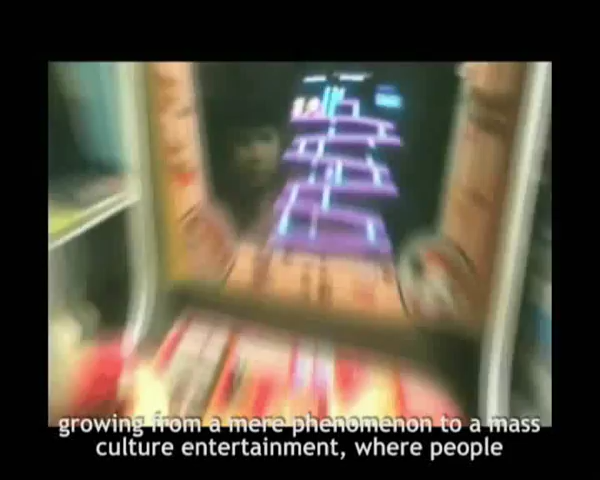 growing from a mere phenomenon to a mass
culture entertainment, where people